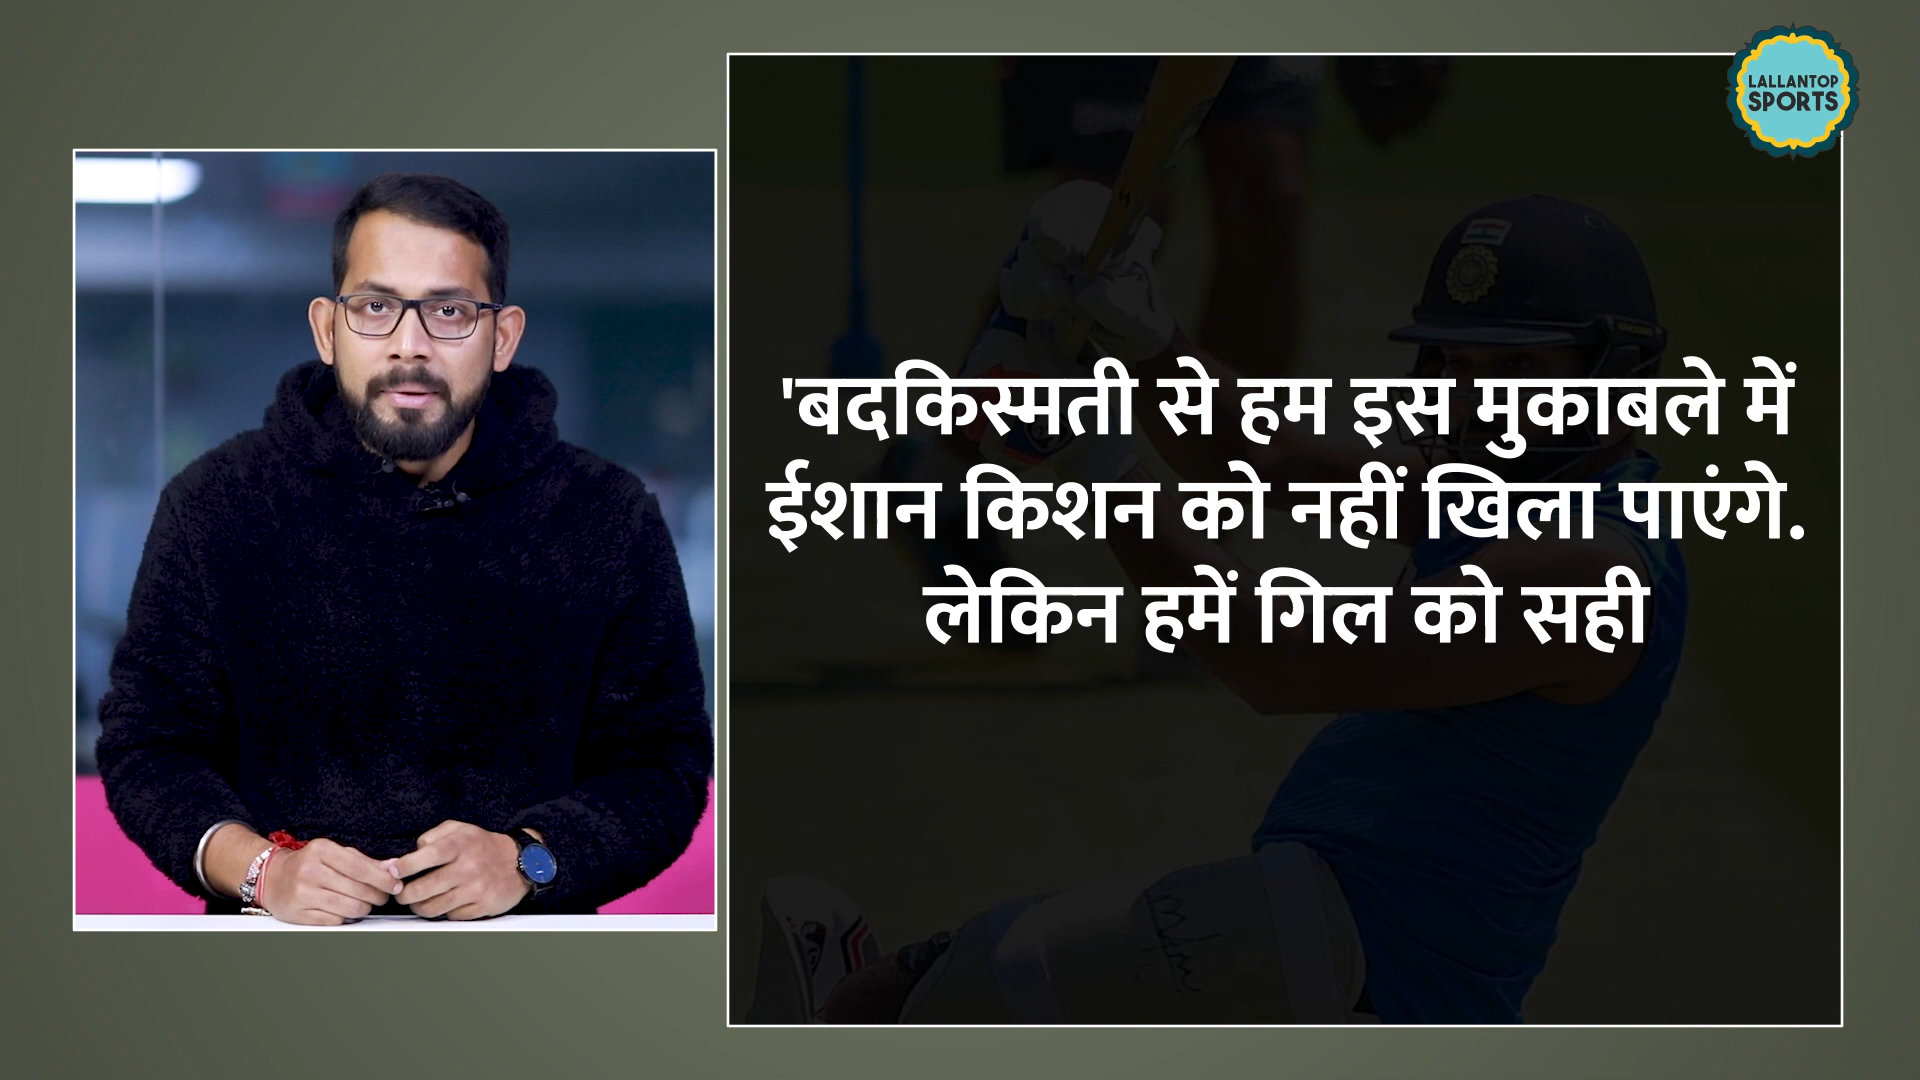 LALLANTOP
SPORTS
'बदकिस्मती से हम इस मुकाबले में
ईशान किशन को नहीं खिला पाएंगे.
लेकिन हमें गिल को सही